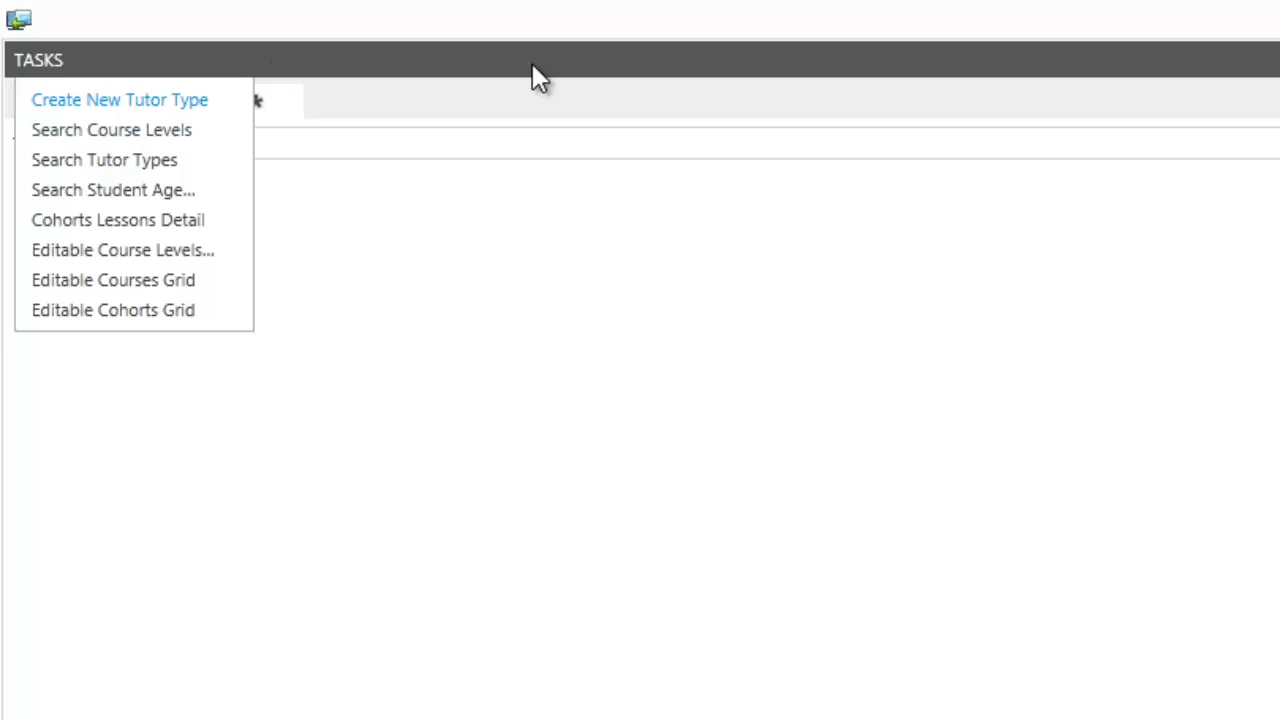 TASKS
Create New Tutor Type
Search Course Levels
Search Tutor Types
Search Student Age...
Cohorts Lessons Detail
Editable Course Levels...
Editable Courses Grid
Editable Cohorts Grid